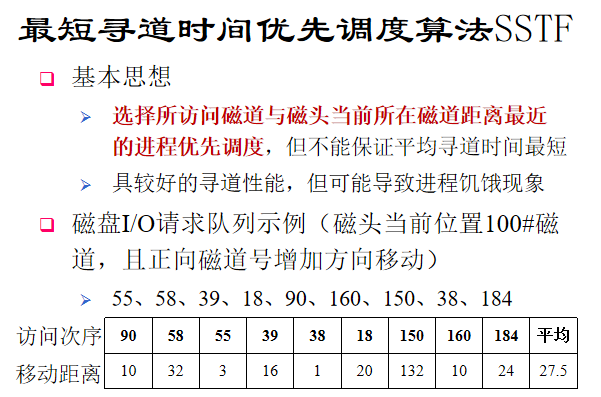 最短寻道时间优先调度算法SSTF
基本思想
选择所访问磁道与磁头当前所在磁道距离最近
的进程优先调度，但不能保证平均寻道时间最短
具较好的寻道性能，但可能导致进程饥饿现象
磁盘I/O请求队列示例（磁头当前位置100#磁
道，且正向磁道号增加方向移动）
55、58、39、18、90、160、150、38、184
访问次序 90 58 55 39 38 18 150 160 184 平均
移动距离 10 32 3 16 1 20 132 10 24 27.5